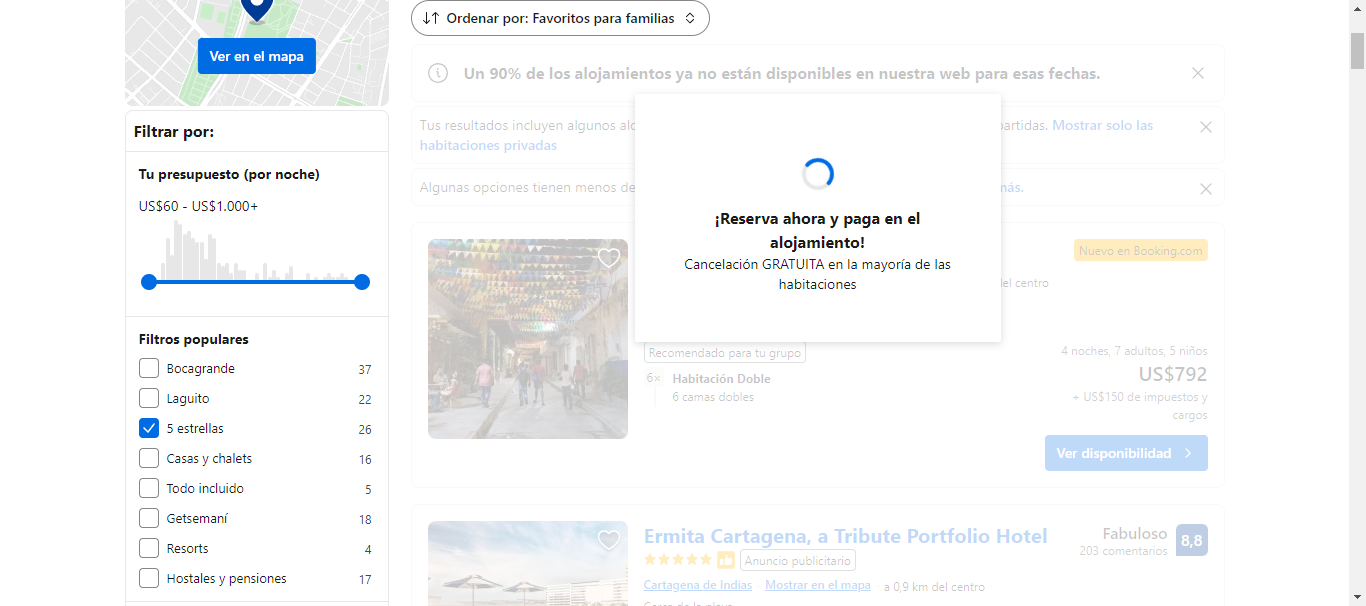 Ver en el mapa
Filtrar por:
Tu presupuesto (por noche)
US$60 - US$1.000+
Filtros populares
Bocagrande 37
Laguito 22
5 estrellas 26
Casas y chalets 16
Todo incluido 5
Getsemaní 18
Resorts 4
Hostales y pensiones 17
Ordenar por: Favoritos para familias
Un 90% de los alojamientos ya no están disponibles en nuestra web para esas fechas.
Tus resultados incluyen algunos
partidas. Mostrar solo las
habitaciones privadas
Algunas opciones tienen menos de
más.
¡Reserva ahora y paga en el
alojamiento!
Cancelación GRATUITA en la mayoría de las
habitaciones
Nuevo en Booking.com
del centro
Recomendado para tu grupo
6× Habitación Doble
6 camas dobles
4 noches, 7 adultos, 5 niños
US$792
+ US$150 de impuestos y
cargos
Ver disponibilidad
Ermita Cartagena, a Tribute Portfolio Hotel
Anuncio publicitario
Cartagena de Indias Mostrar en el mapa a 0,9 km del centro
Cerca de la playa
Fabuloso 8,8
203 comentarios